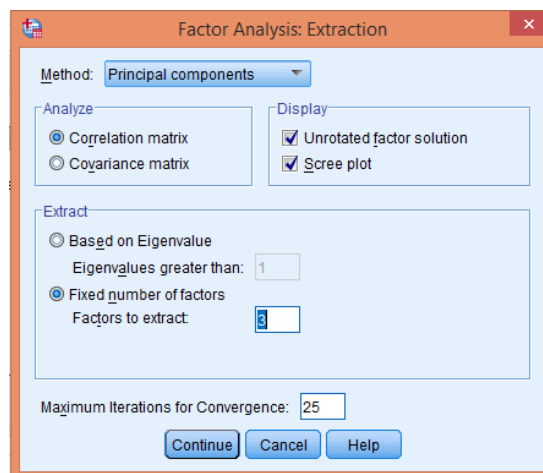 Factor Analysis: Extraction
Method: Principal components
Analyze
Correlation matrix
Covariance matrix
Display
Unrotated factor solution
Scree plot
Extract
Based on Eigenvalue
Eigenvalues greater than: 1
Fixed number of factors
Factors to extract: 3
Maximum Iterations for Convergence: 25
Continue Cancel Help